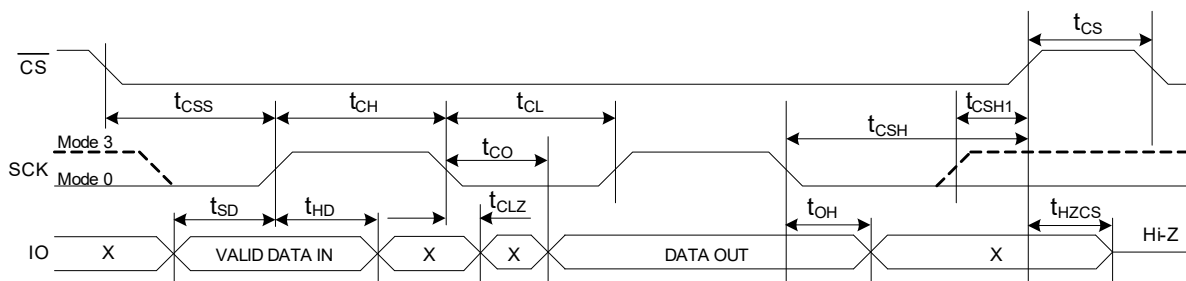 tCS
CS
tCSS tCH tCL tCSH1
tCSH
Mode 3
SCK
tCO
Mode 0
tSD tHD tCLZ tOH tHZCS
IO X VALID DATA IN X X DATA OUT X Hi-Z